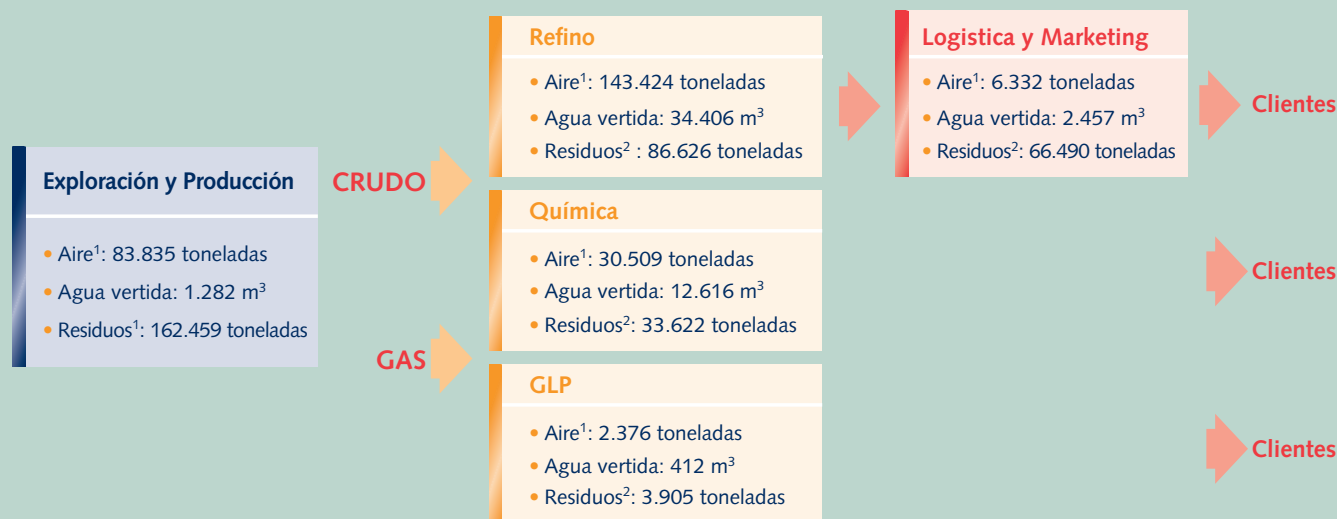 Exploración y Producción
• Aire¹: 83.835 toneladas
• Agua vertida: 1.282 m³
• Residuos¹: 162.459 toneladas
CRUDO
GAS
Refino
• Aire¹: 143.424 toneladas
• Agua vertida: 34.406 m³
• Residuos² : 86.626 toneladas
Química
• Aire¹: 30.509 toneladas
• Agua vertida: 12.616 m³
• Residuos²: 33.622 toneladas
GLP
• Aire¹: 2.376 toneladas
• Agua vertida: 412 m³
• Residuos²: 3.905 toneladas
Logistica y Marketing
• Aire¹: 6.332 toneladas
• Agua vertida: 2.457 m³
• Residuos²: 66.490 toneladas
Clientes
Clientes
Clientes